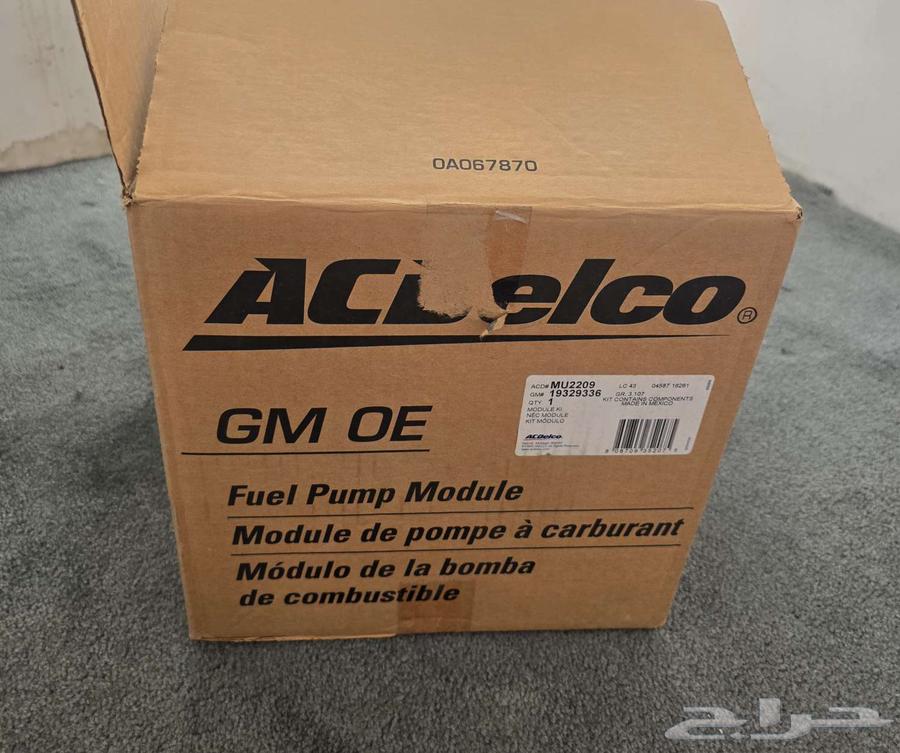 0A067870
ACDelco®
GM OE
ACD# MU2209 LC 43 04587 16261
GM# 19329336 GR. 3.107
QTY. 1 KIT CONTAINS COMPONENTS
MADE IN MEXICO
MODULE KI
NÉC MODULE
KIT MÓDULO
ACDelco
Fuel Pump Module
Module de pompe à carburant
Módulo de la bomba
de combustible
حراج